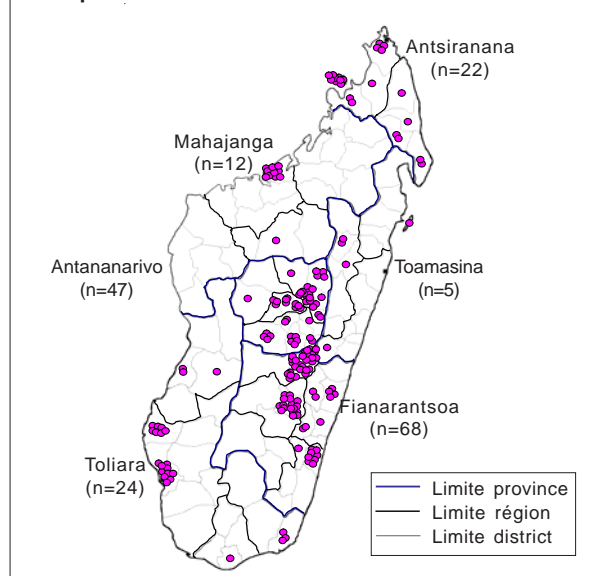 Antsiranana
(n=22)
Mahajanga
(n=12)
Antananarivo
(n=47)
Toamasina
(n=5)
Fianarantsoa
(n=68)
Toliara
(n=24)
Limite province
Limite région
Limite district